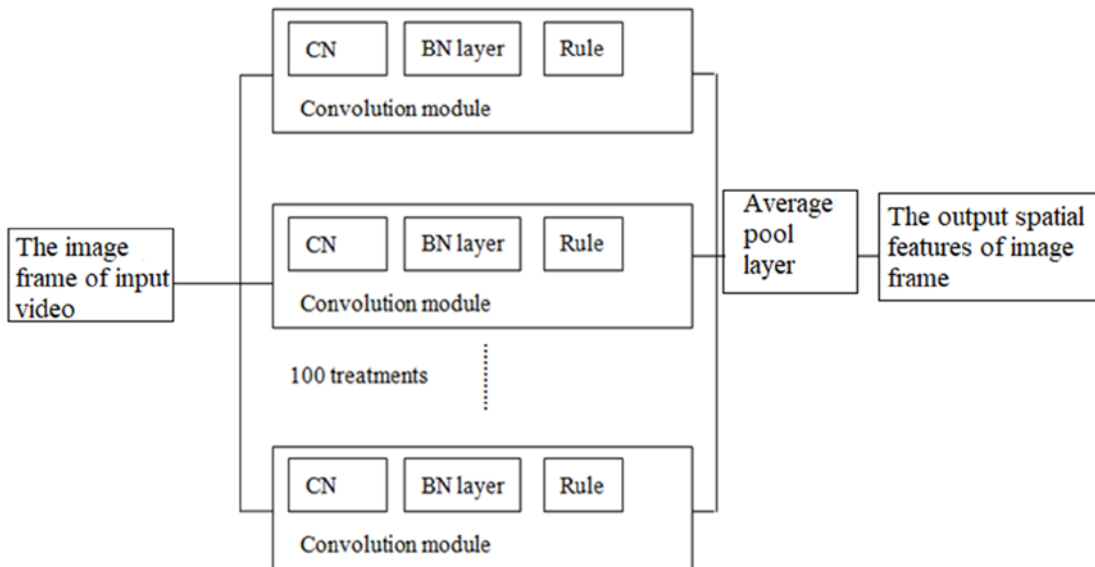 The image
frame of input
video
CN
BN layer
Rule
Convolution module
CN
BN layer
Rule
Convolution module
100 treatments
CN
BN layer
Rule
Convolution module
Average
pool
layer
The output spatial
features of image
frame